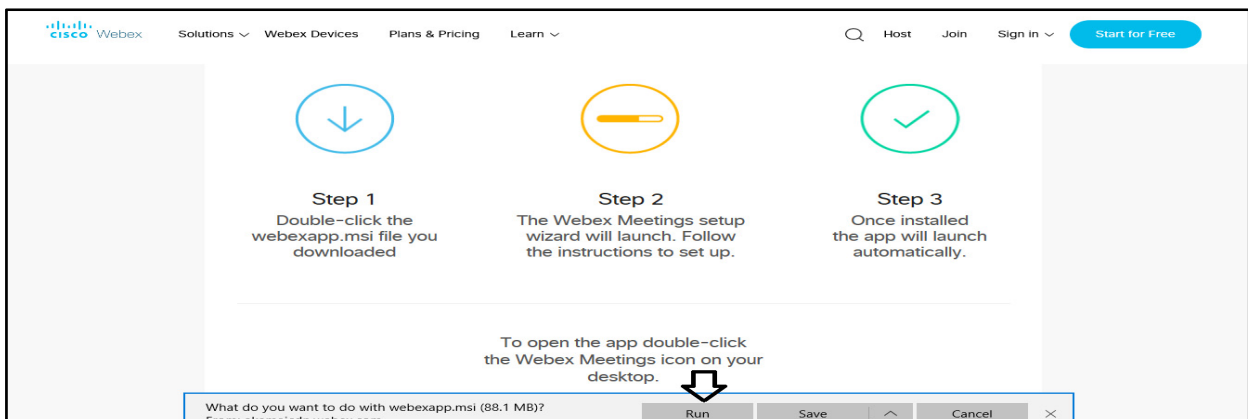 CISCO Webex Solutions Webex Devices Plans & Pricing Learn Host Join Sign in Start for Free
Step 1
Double-click the
webexapp.msi file you
downloaded
Step 2
The Webex Meetings setup
wizard will launch. Follow
the instructions to set up.
Step 3
Once installed
the app will launch
automatically.
To open the app double-click
the Webex Meetings icon on your
desktop.
What do you want to do with webexapp.msi (88.1 MB)?
Run Save Cancel